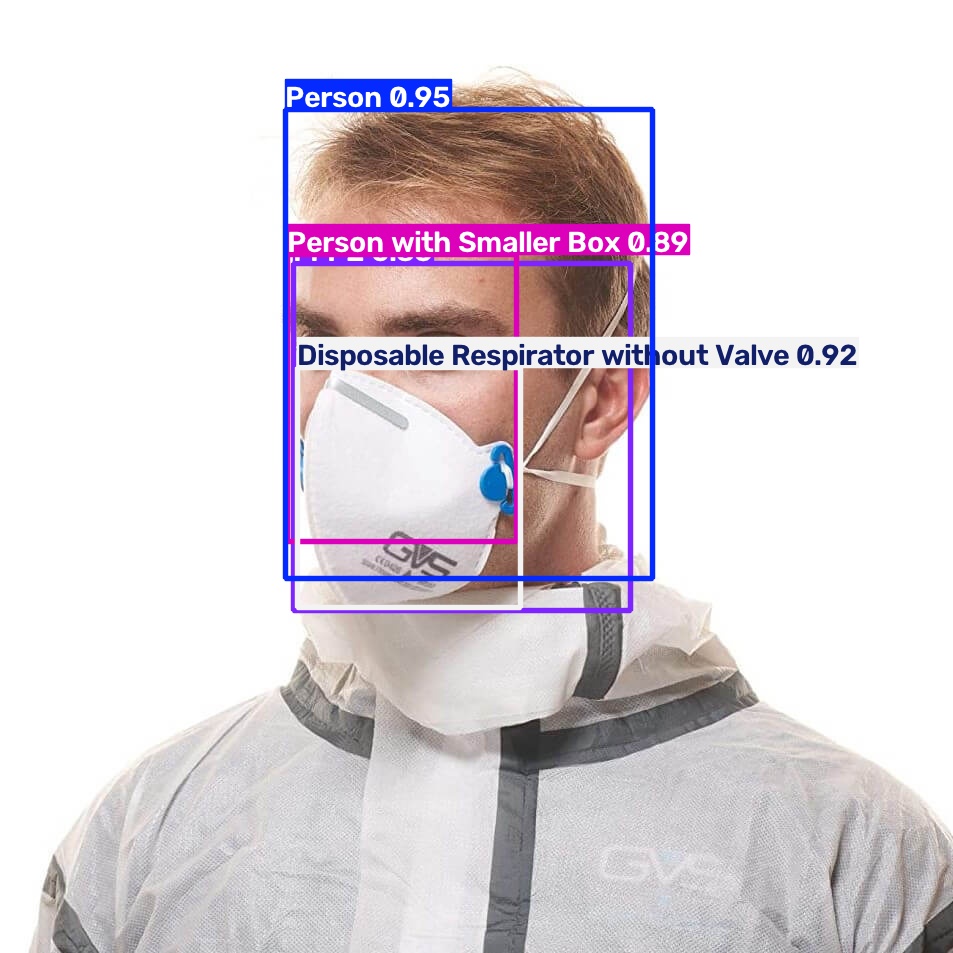 Person 0.95
Person with Smaller Box 0.89
Disposable Respirator without Valve 0.92
GVS
GVS